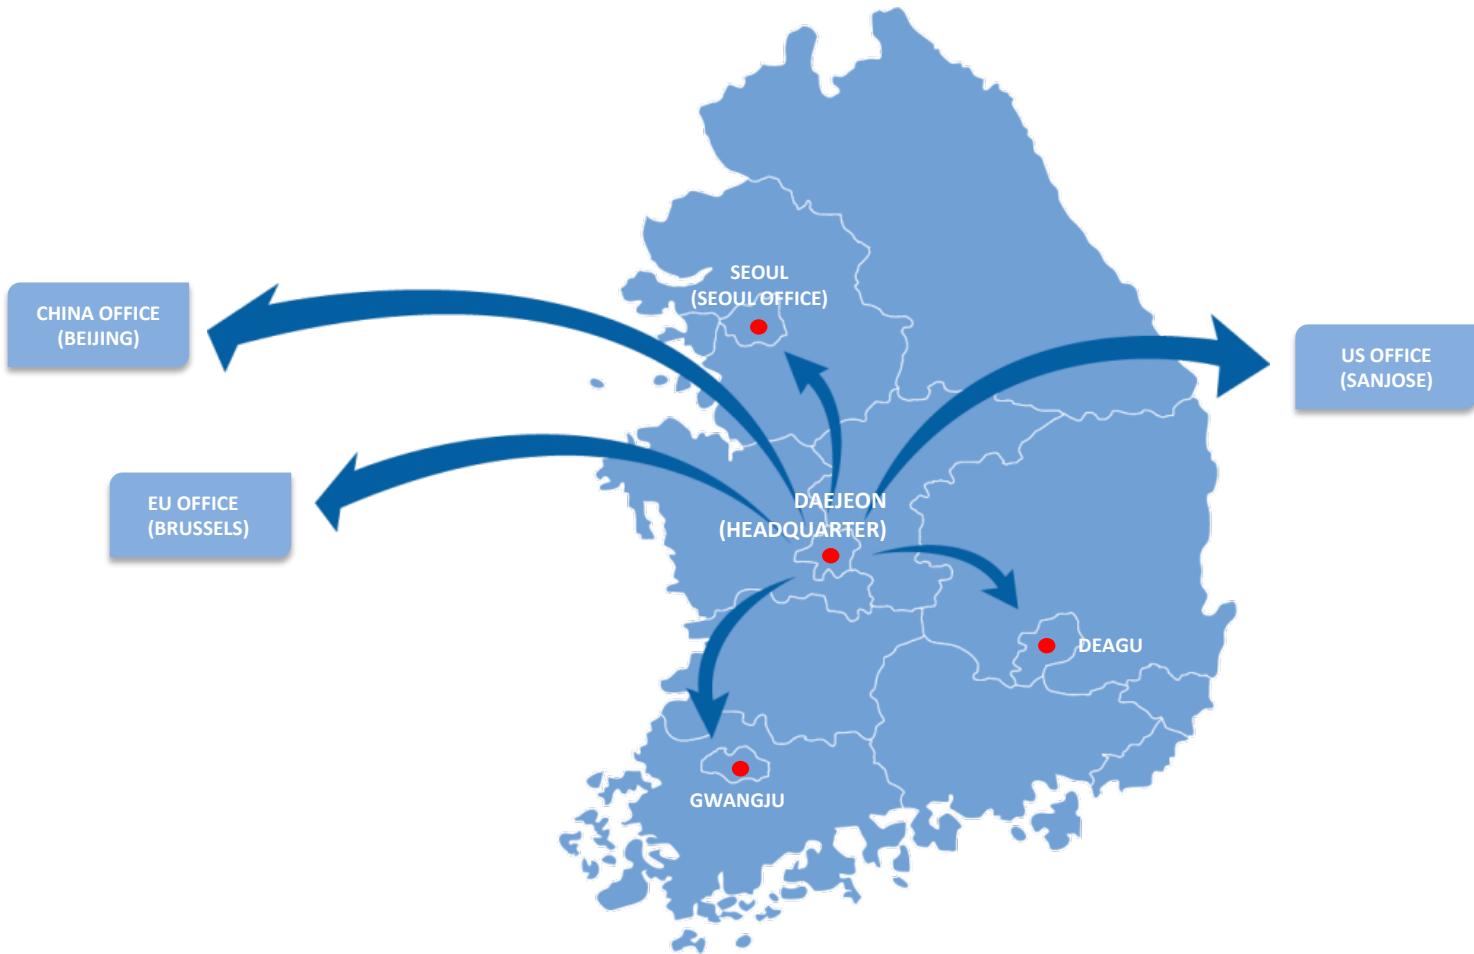 SEOUL
(SEOUL OFFICE)
CHINA OFFICE
(BEIJING)
US OFFICE
(SANJOSE)
EU OFFICE
(BRUSSELS)
DAEJEON
(HEADQUARTER)
DEAGU
GWANGJU